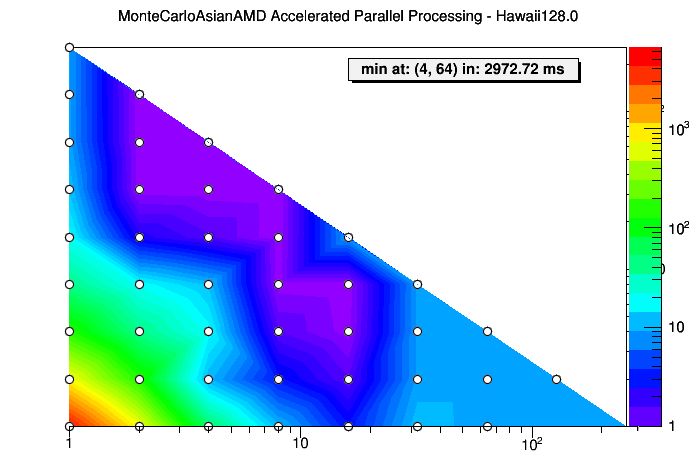 MonteCarloAsianAMD Accelerated Parallel Processing - Hawaii128.0
min at: (4, 64) in: 2972.72 ms
10³
10²
10
1
1 10 10²